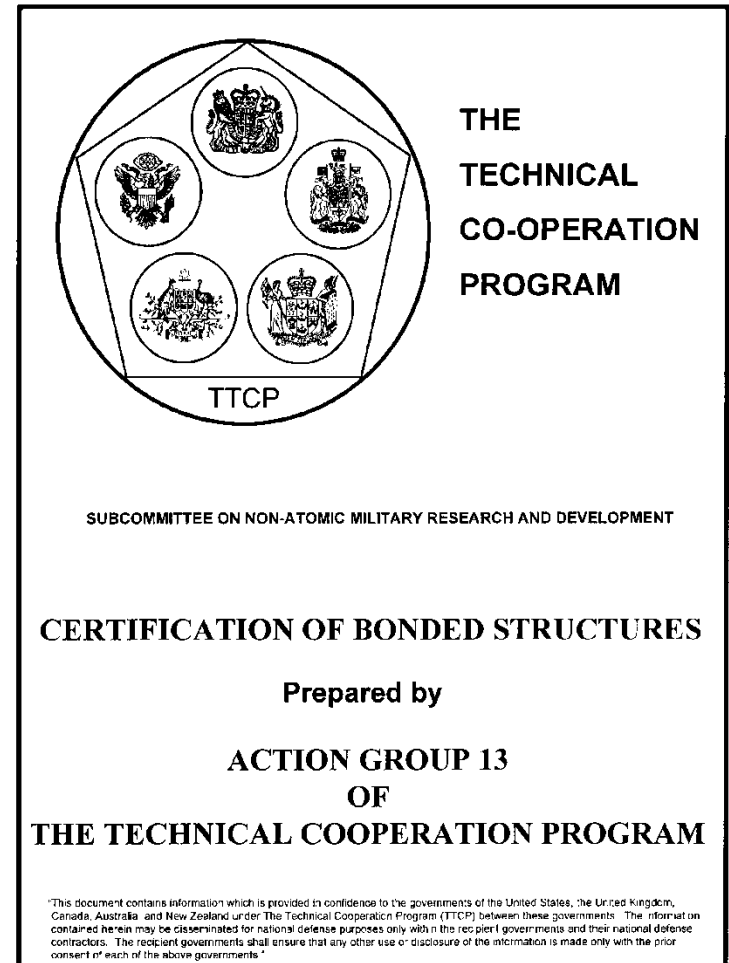 THE
TECHNICAL
CO-OPERATION
PROGRAM
TTCP
SUBCOMMITTEE ON NON-ATOMIC MILITARY RESEARCH AND DEVELOPMENT
CERTIFICATION OF BONDED STRUCTURES
Prepared by
ACTION GROUP 13
OF
THE TECHNICAL COOPERATION PROGRAM
"This document contains information which is provided in confidence to the governments of the United States, the United Kingdom,
Canada, Australia and New Zealand under The Technical Cooperation Program (TTCP) between these governments. The information
contained herein may be disseminated for national defense purposes only within the recipient governments and their national defense
contractors. The recipient governments shall ensure that any other use or disclosure of the information is made only with the prior
consent of each of the above governments."